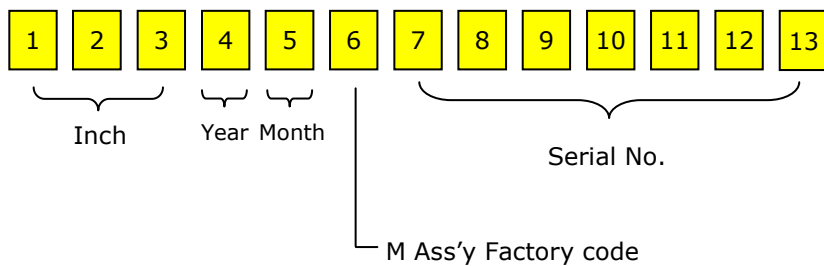 1 2 3 4 5 6 7 8 9 10 11 12 13
Inch Year Month
Serial No.
M Ass’y Factory code